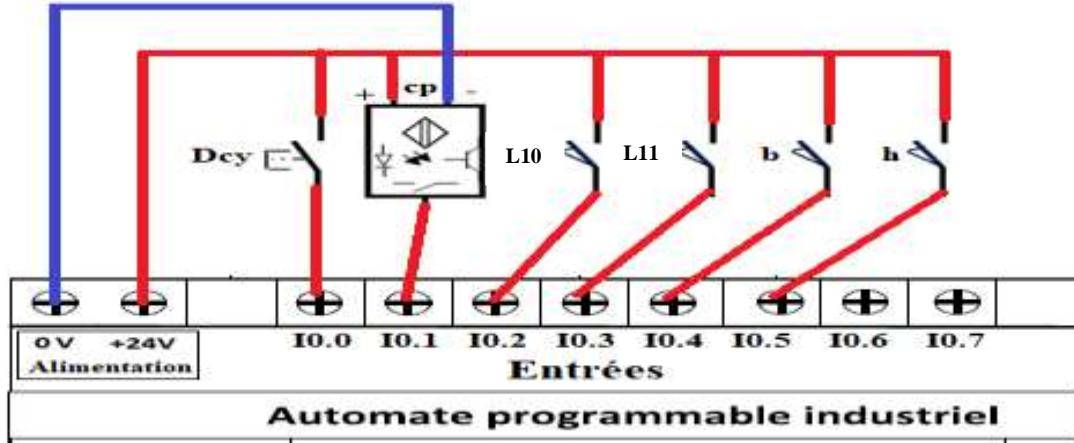 + cp -
Dcy L10 L11 b h
0 V +24V I0.0 I0.1 I0.2 I0.3 I0.4 I0.5 I0.6 I0.7
Alimentation Entrées
Automate programmable industriel